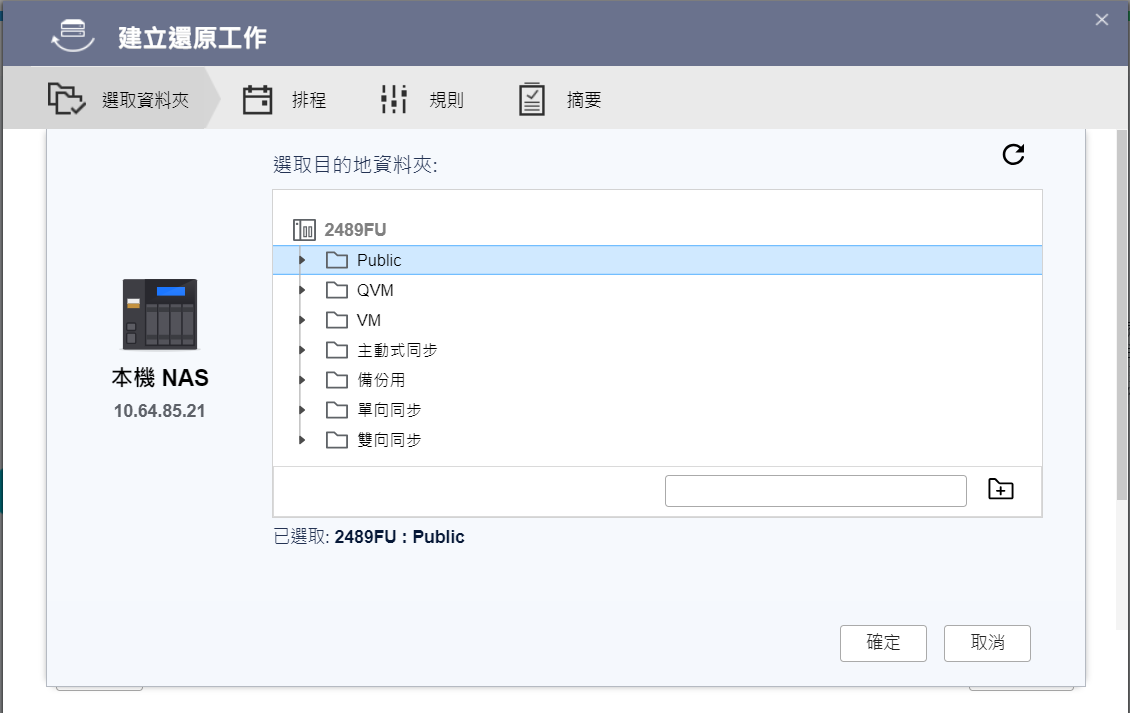 建立還原工作
選取資料夾 排程 規則 摘要
選取目的地資料夾:
2489FU
Public
QVM
VM
主動式同步
備份用
單向同步
雙向同步
本機 NAS
10.64.85.21
已選取: 2489FU : Public
確定 取消